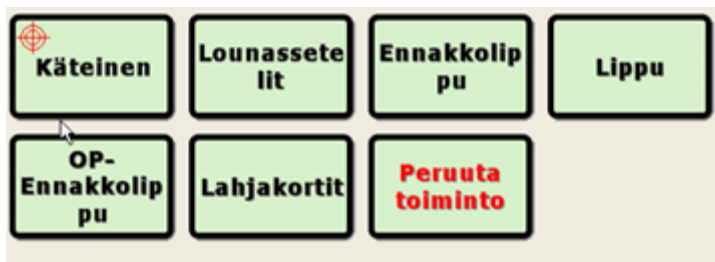 Käteinen
Lounassete
lit
Ennakkolip
pu
Lippu
OP-
Ennakkolip
pu
Lahjakortit
Peruuta
toiminto